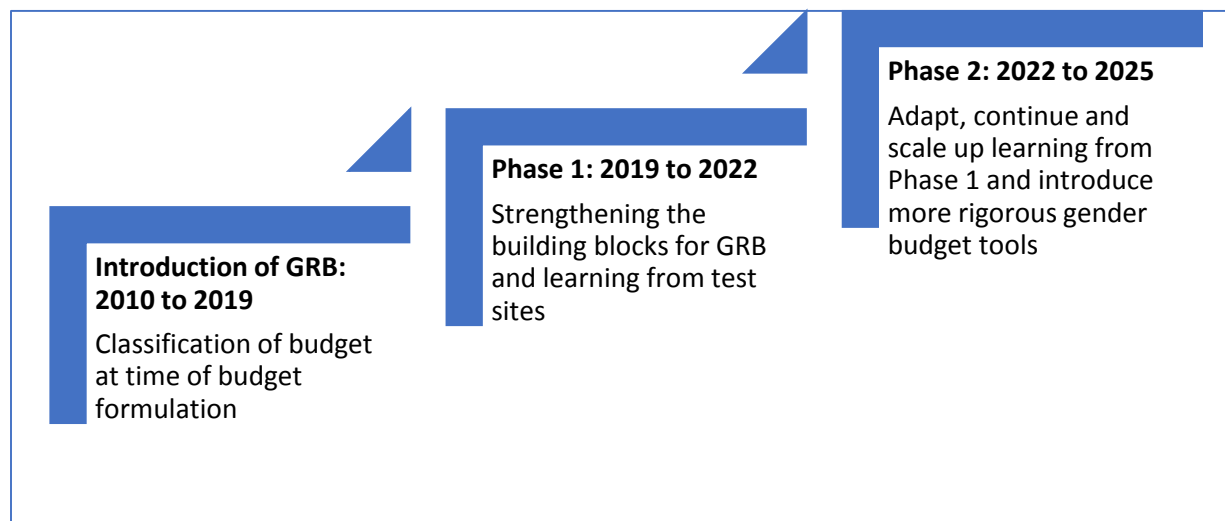 Introduction of GRB:
2010 to 2019
Classification of budget
at time of budget
formulation
Phase 1: 2019 to 2022
Strengthening the
building blocks for GRB
and learning from test
sites
Phase 2: 2022 to 2025
Adapt, continue and
scale up learning from
Phase 1 and introduce
more rigorous gender
budget tools